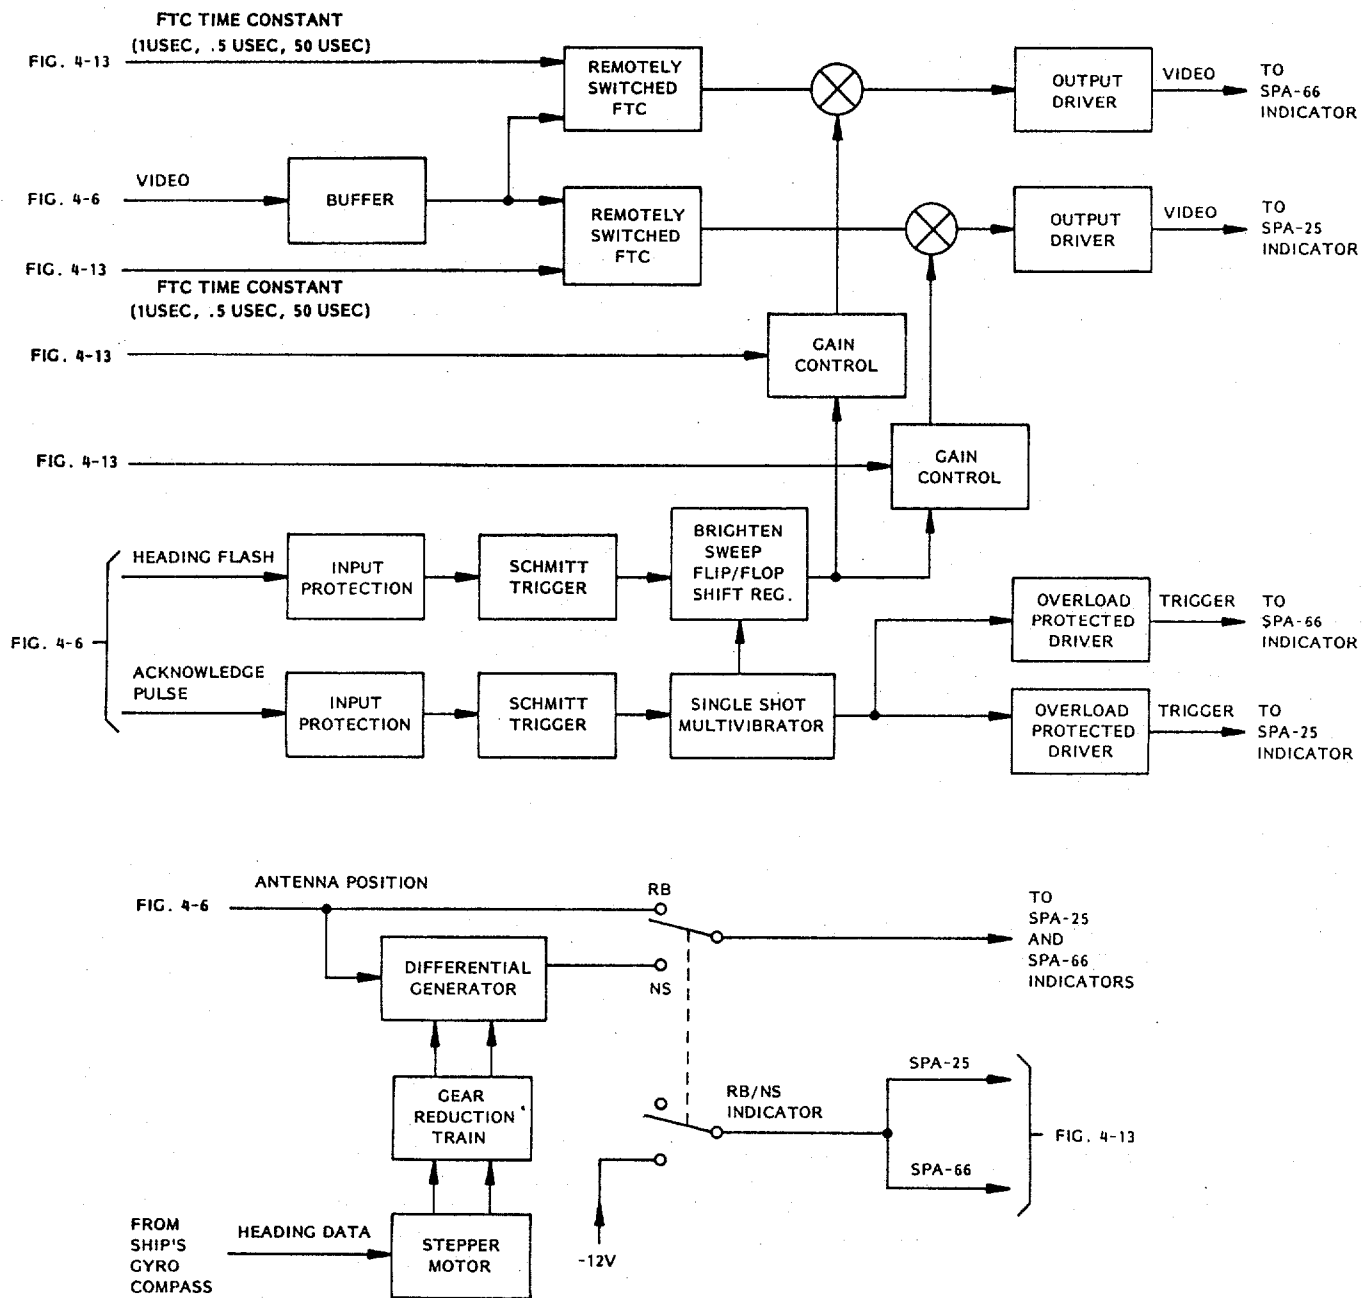 FTC TIME CONSTANT
(1USEC, .5 USEC, 50 USEC)
FIG. 4-13
REMOTELY
SWITCHED
FTC
OUTPUT
DRIVER
VIDEO
TO
SPA-66
INDICATOR
FIG. 4-6
VIDEO
BUFFER
REMOTELY
SWITCHED
FTC
OUTPUT
DRIVER
VIDEO
TO
SPA-25
INDICATOR
FIG. 4-13
FTC TIME CONSTANT
(1USEC, .5 USEC, 50 USEC)
FIG. 4-13
GAIN
CONTROL
FIG. 4-13
GAIN
CONTROL
FIG. 4-6
HEADING FLASH
INPUT
PROTECTION
SCHMITT
TRIGGER
BRIGHTEN
SWEEP
FLIP/FLOP
SHIFT REG.
OVERLOAD
PROTECTED
DRIVER
TRIGGER
TO
SPA-66
INDICATOR
ACKNOWLEDGE
PULSE
INPUT
PROTECTION
SCHMITT
TRIGGER
SINGLE SHOT
MULTIVIBRATOR
OVERLOAD
PROTECTED
DRIVER
TRIGGER
TO
SPA-25
INDICATOR
FIG. 4-6
ANTENNA POSITION
RB
NS
TO
SPA-25
AND
SPA-66
INDICATORS
DIFFERENTIAL
GENERATOR
GEAR
REDUCTION
TRAIN
RB/NS
INDICATOR
SPA-25
SPA-66
FIG. 4-13
FROM
SHIP'S
GYRO
COMPASS
HEADING DATA
STEPPER
MOTOR
-12V